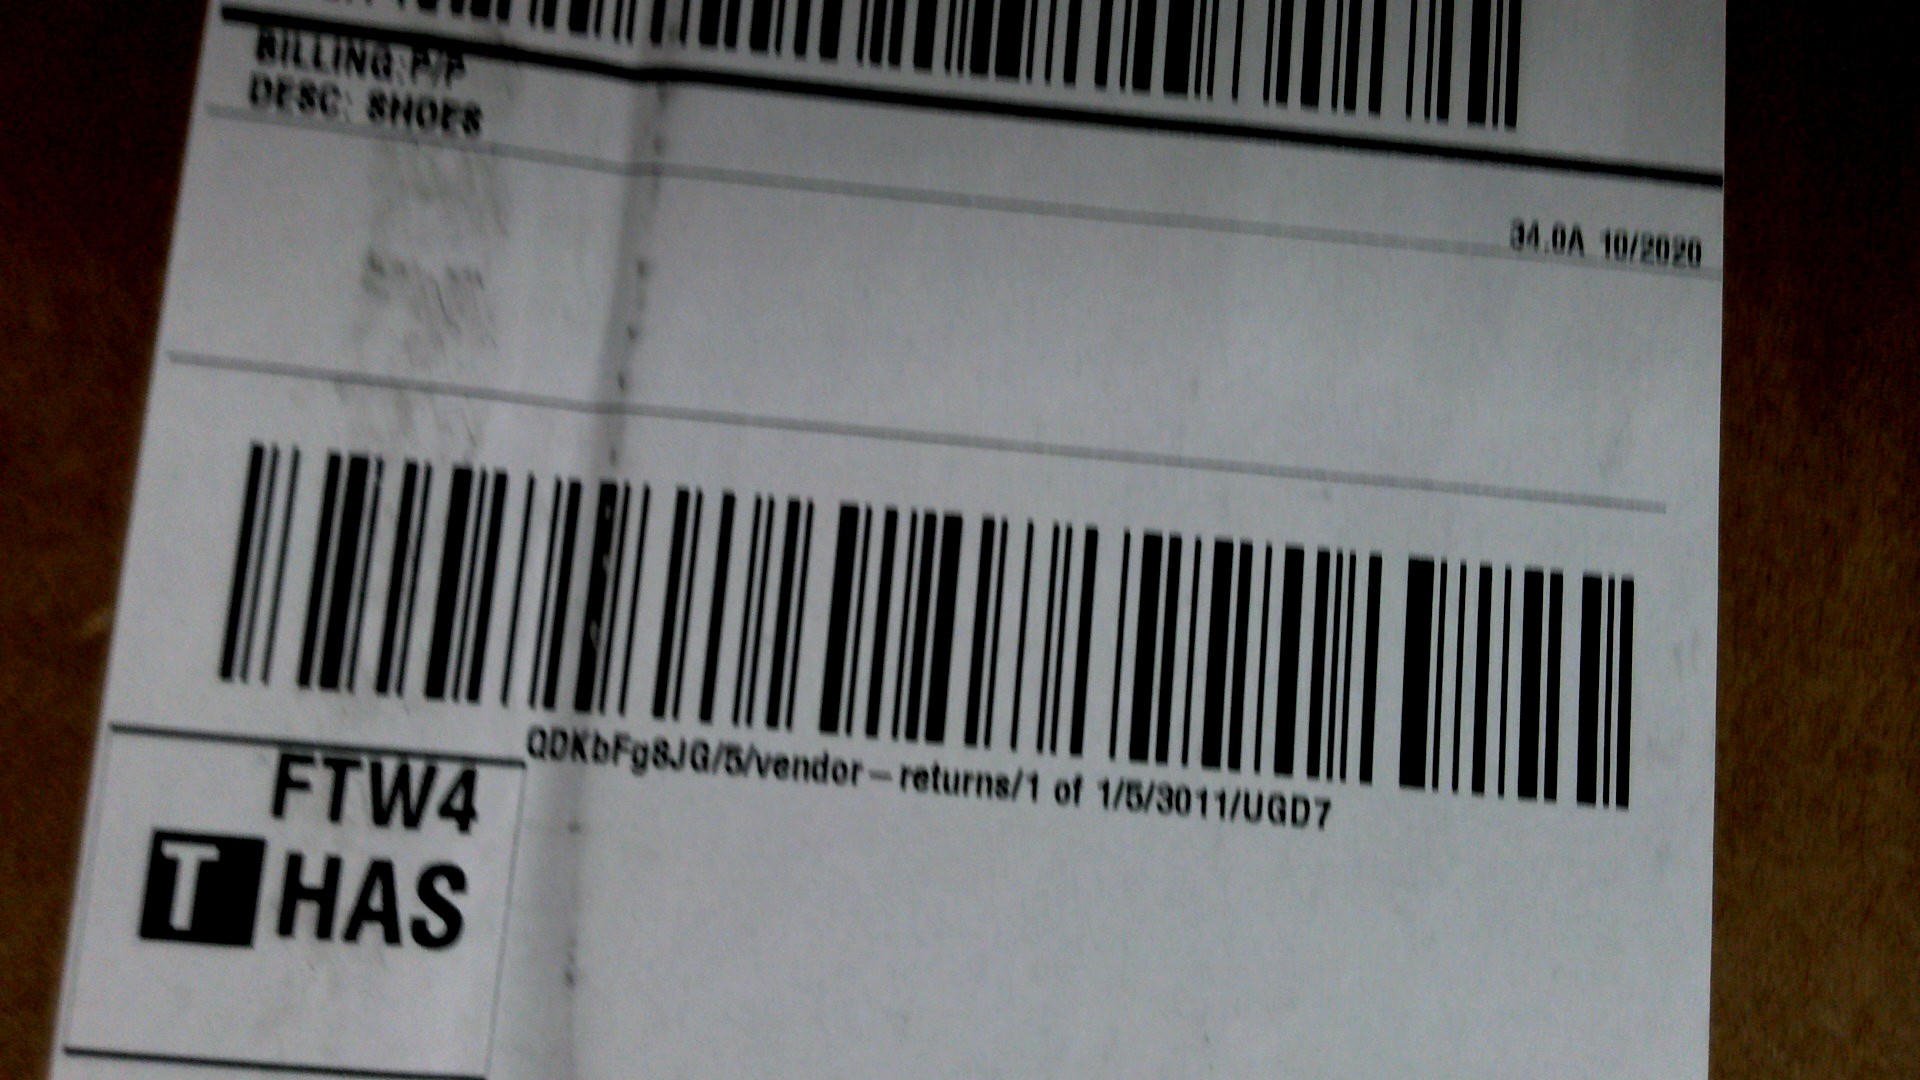 BILLING: P/P
DESC: SHOES
34.0A 10/2020
QDKbFg8JG/5/vendor-returns/1 of 1/5/3011/UGD7
FTW4
T HAS